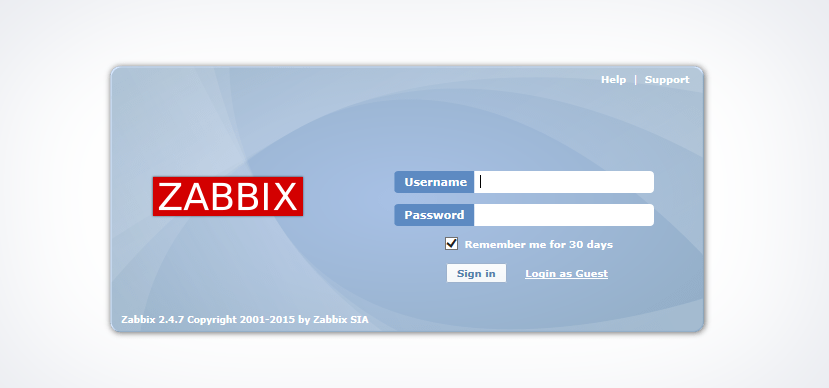 Help | Support
ZABBIX
Username
Password
Remember me for 30 days
Sign in Login as Guest
Zabbix 2.4.7 Copyright 2001-2015 by Zabbix SIA